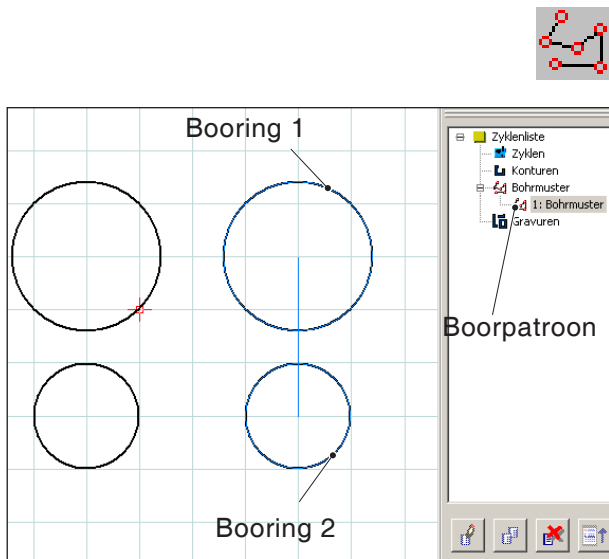 Booring 1
Zyklenliste
Zyklen
Konturen
Bohrmuster
1: Bohrmuster
Gravuren
Boorpatroon
Booring 2